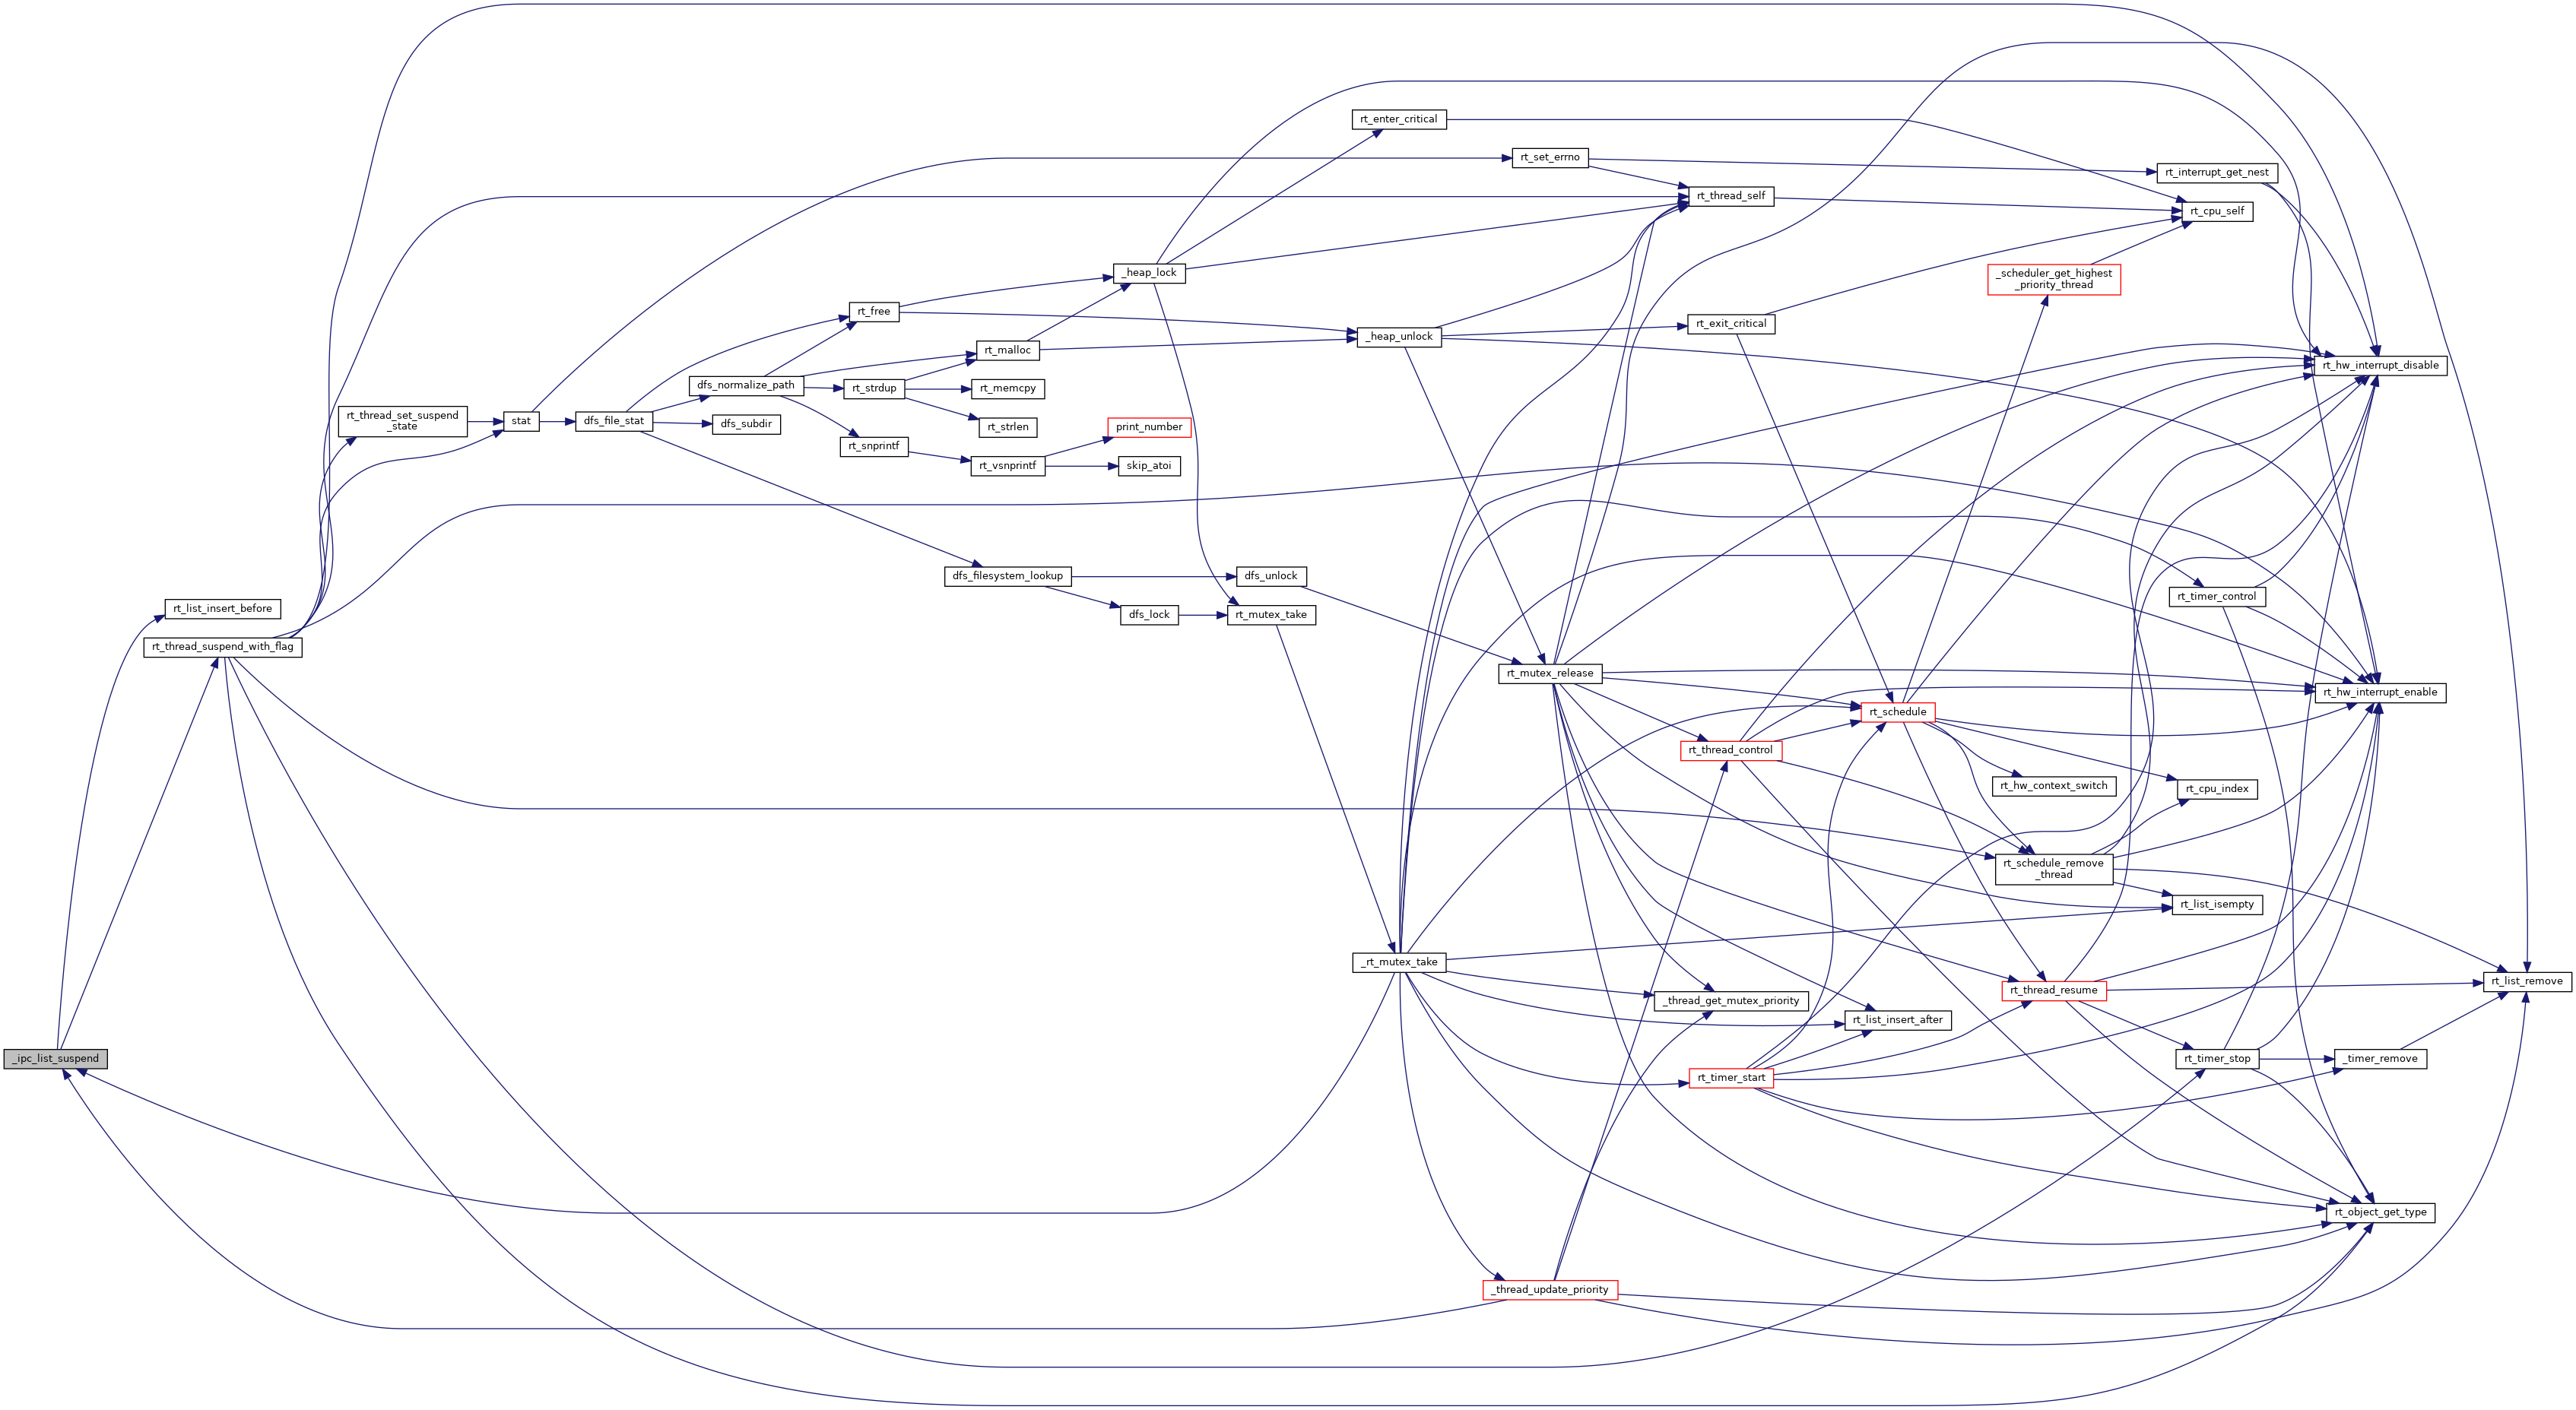 rt_enter_critical
rt_set_errno
rt_interrupt_get_nest
rt_thread_self
rt_cpu_self
_heap_lock
_scheduler_get_highest
_priority_thread
rt_free
rt_exit_critical
_heap_unlock
rt_malloc
rt_hw_interrupt_disable
dfs_normalize_path
rt_strdup
rt_memcpy
rt_thread_set_suspend
_state
stat
dfs_file_stat
dfs_subdir
rt_strlen
print_number
rt_snprintf
rt_vsnprintf
skip_atoi
dfs_filesystem_lookup
dfs_unlock
rt_timer_control
rt_list_insert_before
dfs_lock
rt_mutex_take
rt_thread_suspend_with_flag
rt_mutex_release
rt_hw_interrupt_enable
rt_schedule
rt_thread_control
rt_hw_context_switch
rt_cpu_index
rt_schedule_remove
_thread
rt_list_isempty
_rt_mutex_take
rt_list_remove
rt_thread_resume
_thread_get_mutex_priority
rt_list_insert_after
_ipc_list_suspend
rt_timer_stop
_timer_remove
rt_timer_start
rt_object_get_type
_thread_update_priority